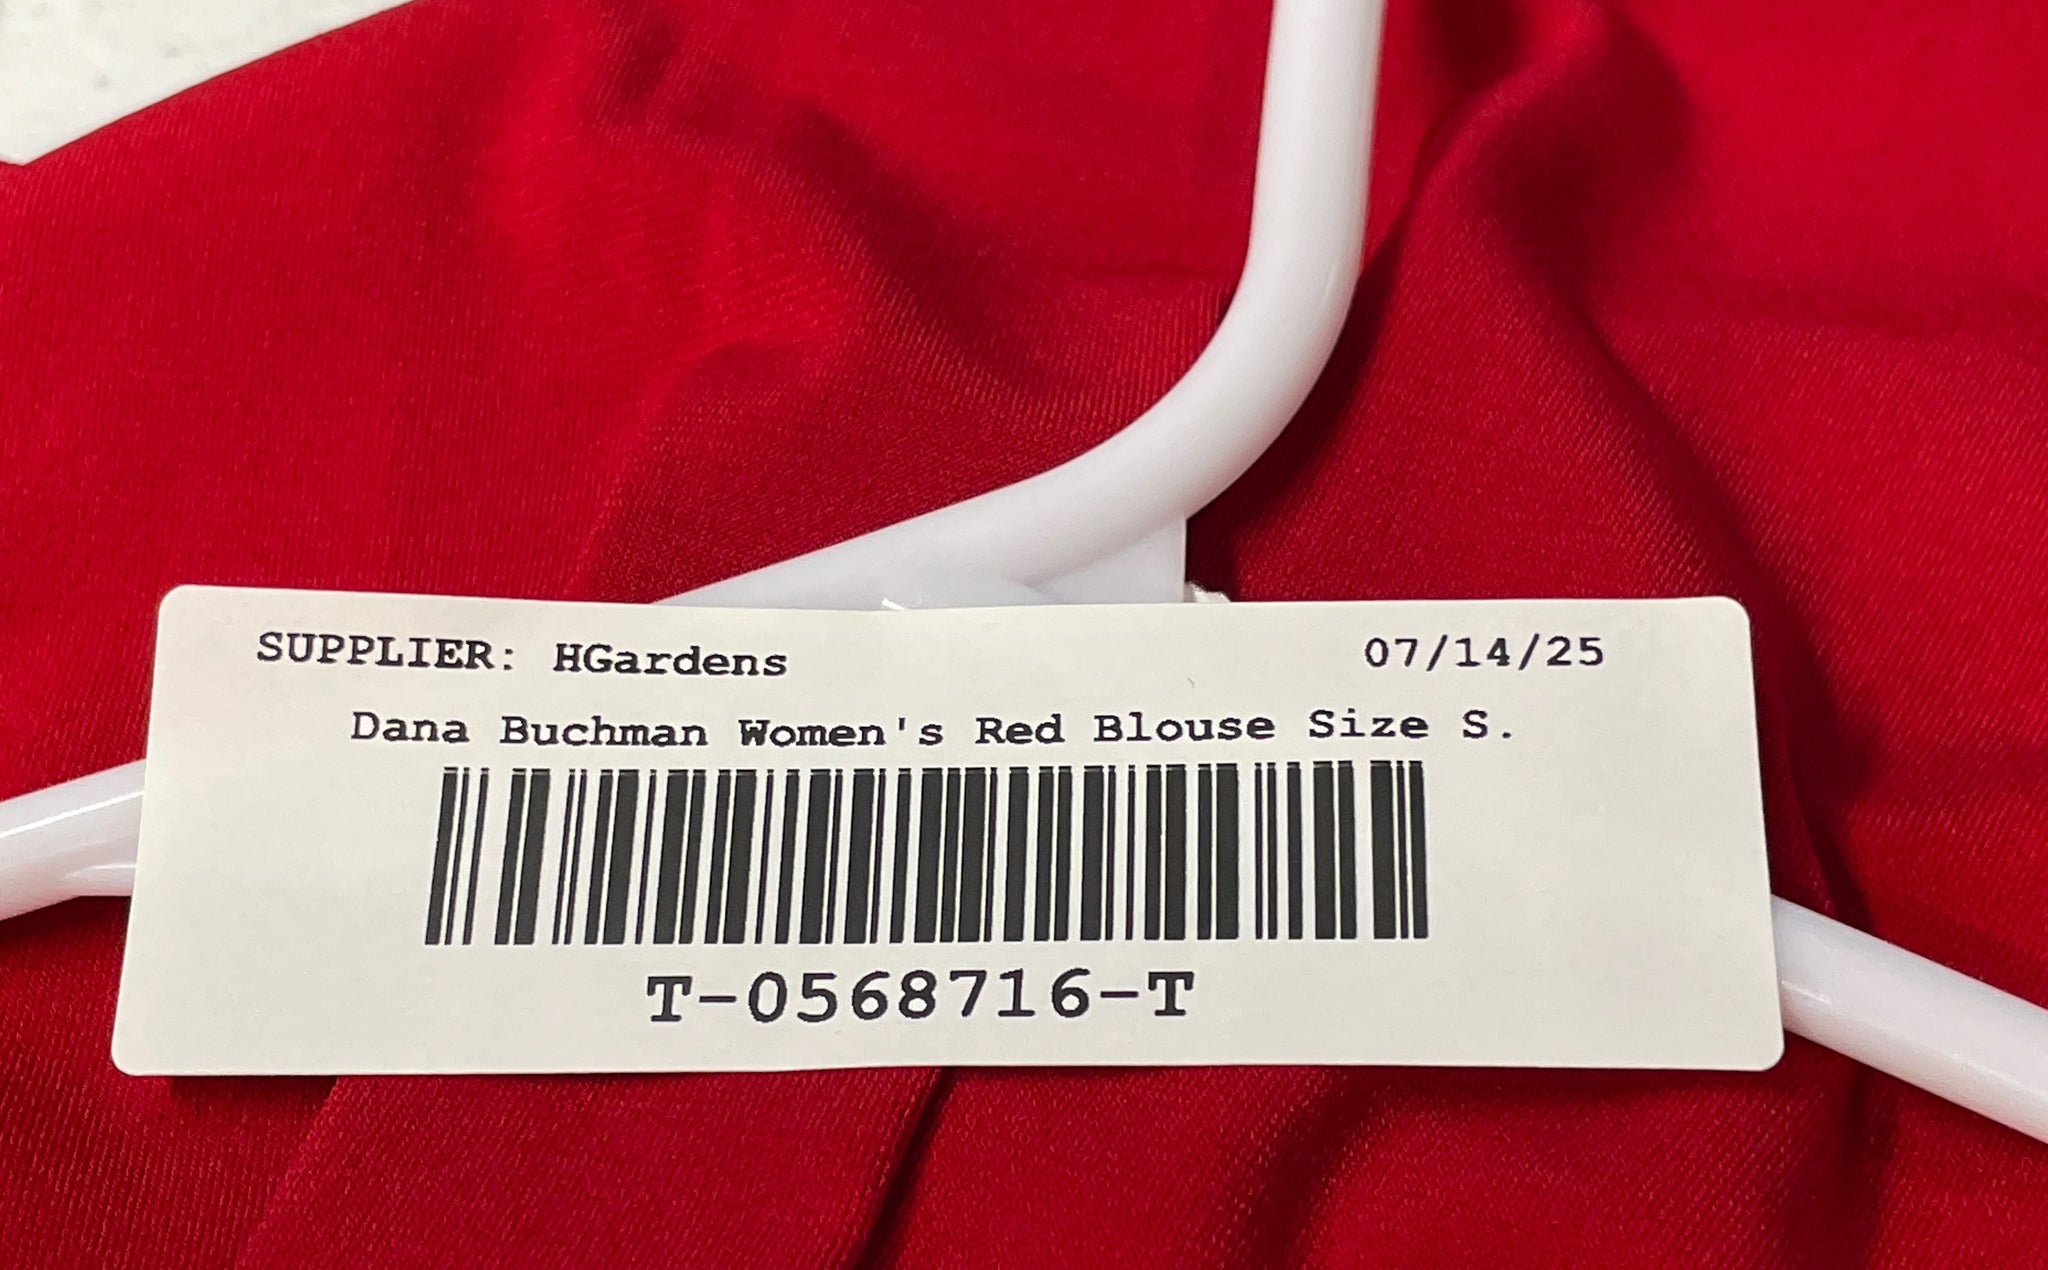 SUPPLIER: HGardens 07/14/25
Dana Buchman Women's Red Blouse Size S.
T-0568716-T